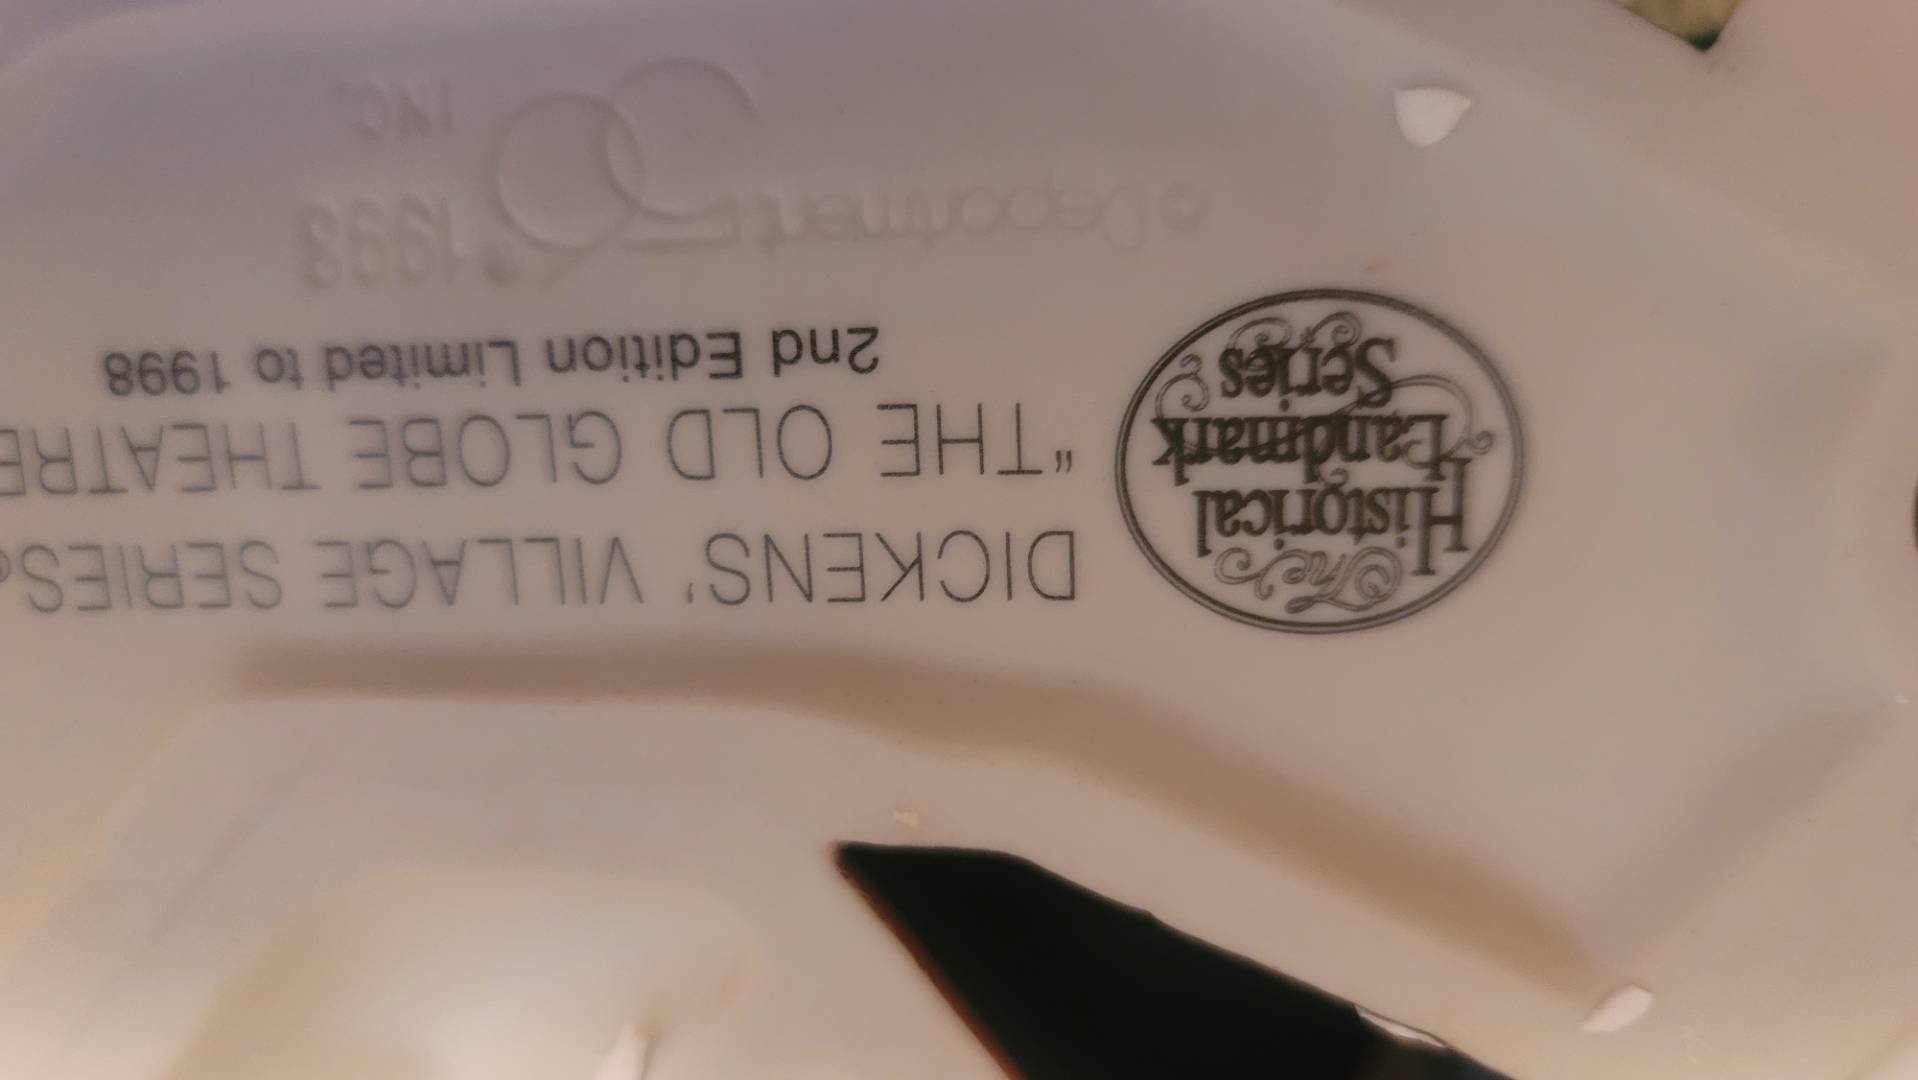 The
Historical
Landmark
Series
DICKENS' VILLAGE SERIES®
"THE OLD GLOBE THEATRE
2nd Edition Limited to 1998
© Department 56® 1998
INC.